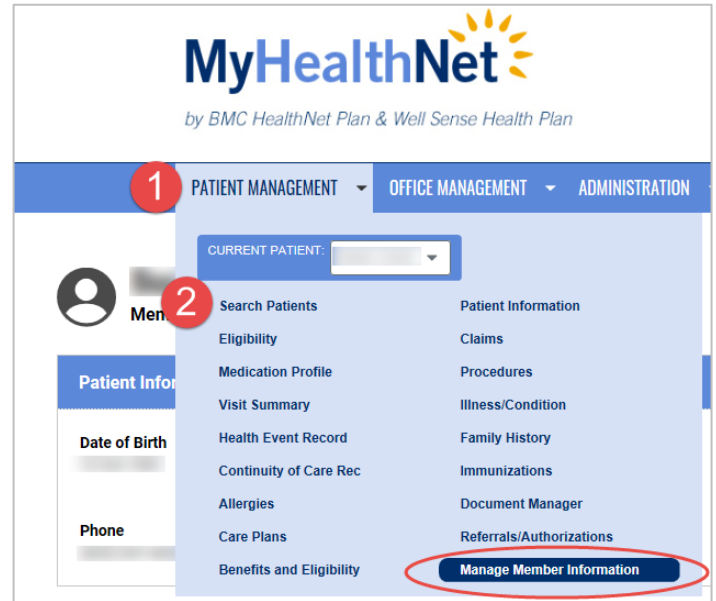 MyHealthNet
by BMC HealthNet Plan & Well Sense Health Plan
1 PATIENT MANAGEMENT OFFICE MANAGEMENT ADMINISTRATION
CURRENT PATIENT:
2 Search Patients Patient Information
Mem
Eligibility Claims
Medication Profile Procedures
Patient Infor
Visit Summary Illness/Condition
Health Event Record Family History
Date of Birth
Continuity of Care Rec Immunizations
Allergies Document Manager
Phone
Care Plans Referrals/Authorizations
Benefits and Eligibility Manage Member Information